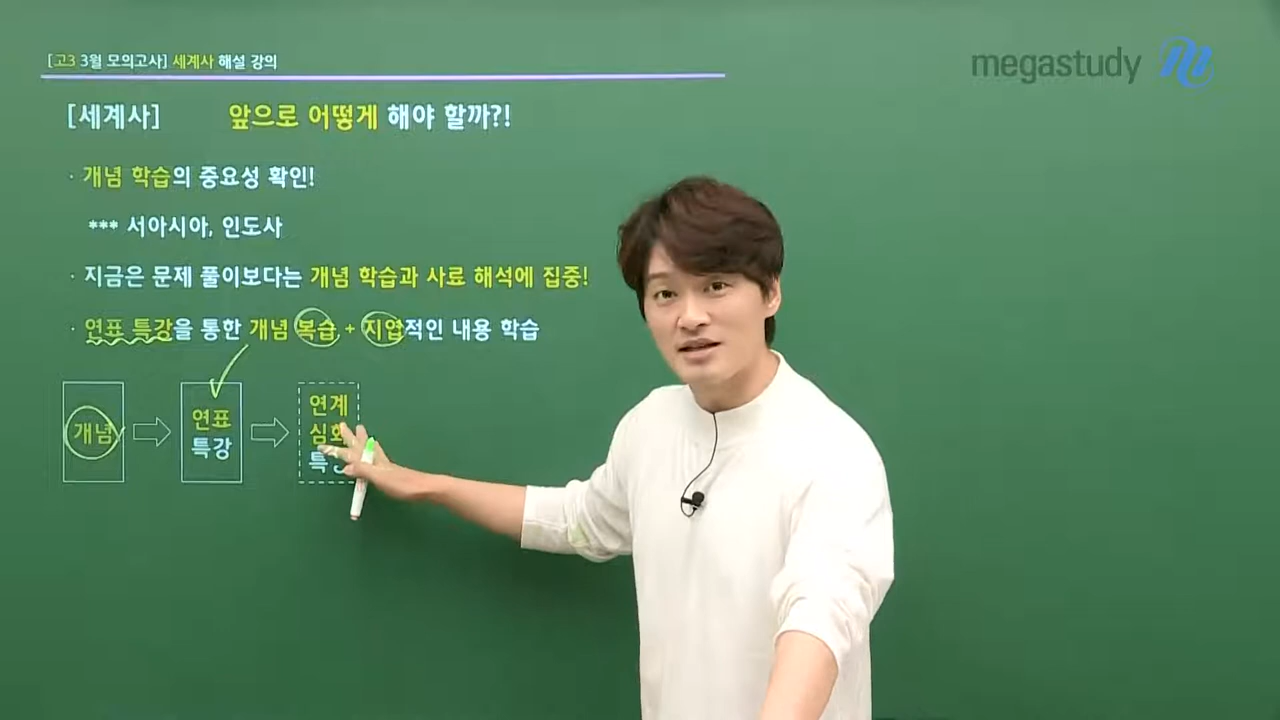 [고3 3월 모의고사] 세계사 해설 강의
megastudy
[세계사] 앞으로 어떻게 해야 할까?!
· 개념 학습의 중요성 확인!
*** 서아시아, 인도사
· 지금은 문제 풀이보다는 개념 학습과 사료 해석에 집중!
· 연표 특강을 통한 개념 복습 + 지엽적인 내용 학습
개념
연표
특강
연계